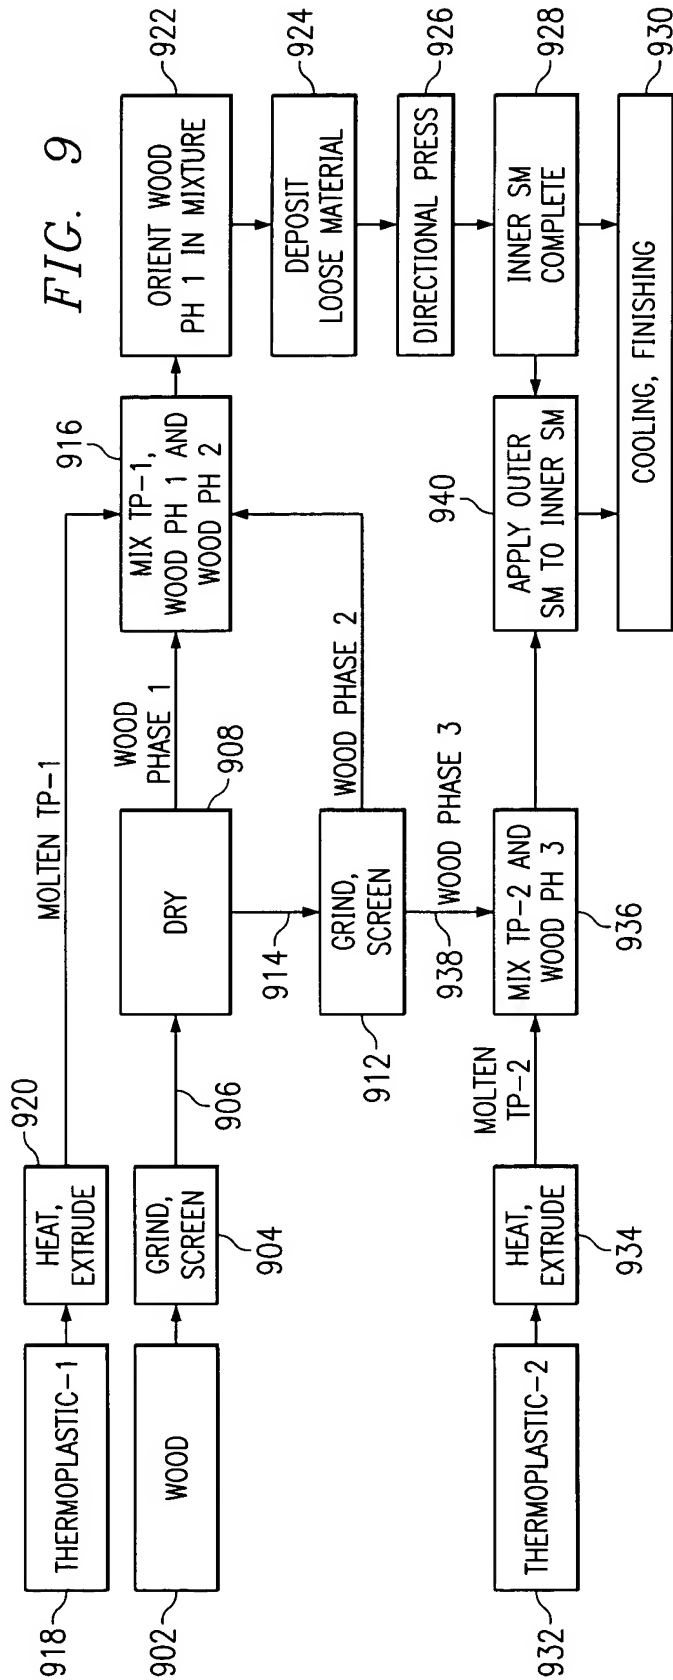 FIG. 9
918
THERMOPLASTIC-1
920
HEAT,
EXTRUDE
MOLTEN TP-1
902
WOOD
904
GRIND,
SCREEN
906
908
DRY
WOOD
PHASE 1
916
MIX TP-1,
WOOD PH 1 AND
WOOD PH 2
922
ORIENT WOOD
PH 1 IN MIXTURE
914
912
GRIND,
SCREEN
WOOD PHASE 2
924
DEPOSIT
LOOSE MATERIAL
926
DIRECTIONAL PRESS
938
WOOD PHASE 3
932
THERMOPLASTIC-2
934
HEAT,
EXTRUDE
MOLTEN
TP-2
936
MIX TP-2 AND
WOOD PH 3
940
APPLY OUTER
SM TO INNER SM
928
INNER SM
COMPLETE
930
COOLING, FINISHING